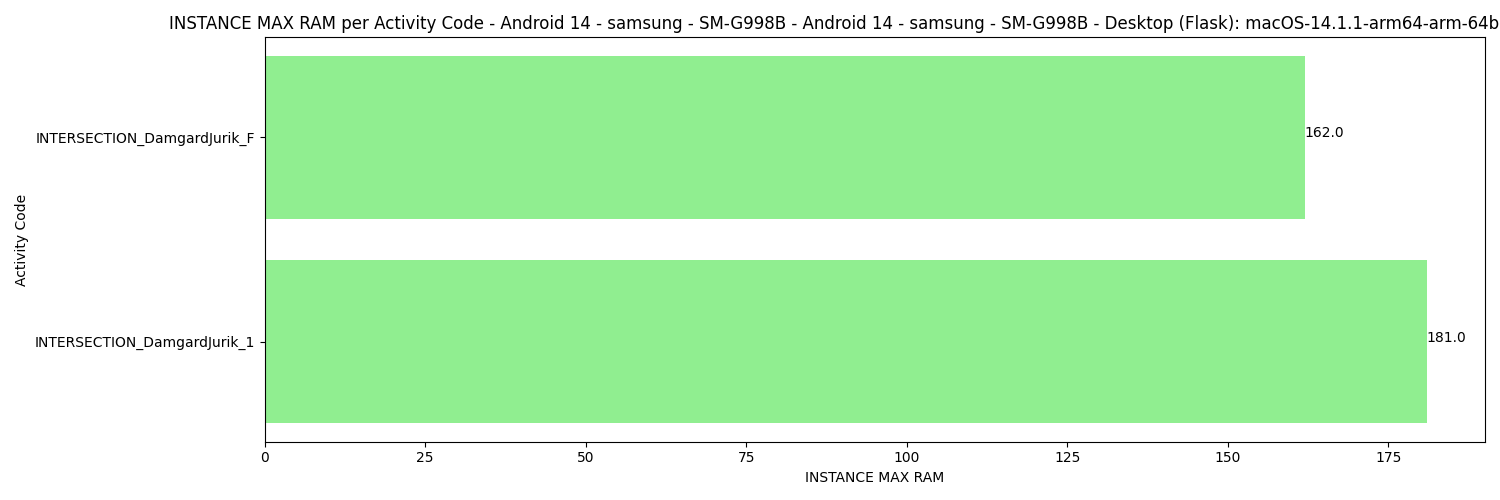 INSTANCE MAX RAM per Activity Code - Android 14 - samsung - SM-G998B - Android 14 - samsung - SM-G998B - Desktop (Flask): macOS-14.1.1-arm64-arm-64b
INTERSECTION_DamgardJurik_F
162.0
Activity Code
INTERSECTION_DamgardJurik_1
181.0
0 25 50 75 100 125 150 175
INSTANCE MAX RAM